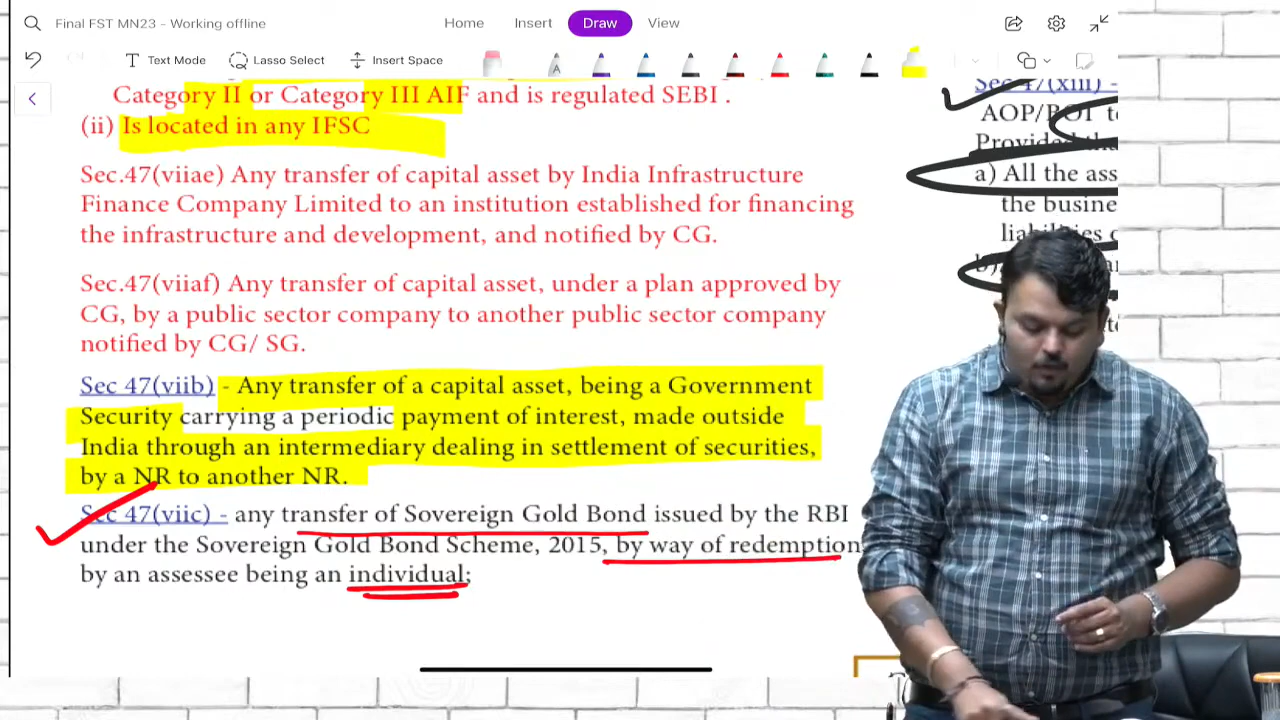 Final FST MN23 - Working offline
Home Insert Draw View
Text Mode Lasso Select Insert Space
Category II or Category III AIF and is regulated SEBI .
(ii) Is located in any IFSC
Sec.47(viiae) Any transfer of capital asset by India Infrastructure
Finance Company Limited to an institution established for financing
the infrastructure and development, and notified by CG.
Sec.47(viiaf) Any transfer of capital asset, under a plan approved by
CG, by a public sector company to another public sector company
notified by CG/ SG.
Sec 47(viib) - Any transfer of a capital asset, being a Government
Security carrying a periodic payment of interest, made outside
India through an intermediary dealing in settlement of securities,
by a NR to another NR.
Sec 47(viic) - any transfer of Sovereign Gold Bond issued by the RBI
under the Sovereign Gold Bond Scheme, 2015, by way of redemption,
by an assessee being an individual;
Sec 47(xiii) -
AOP/BOI
Provided
a) All the
the